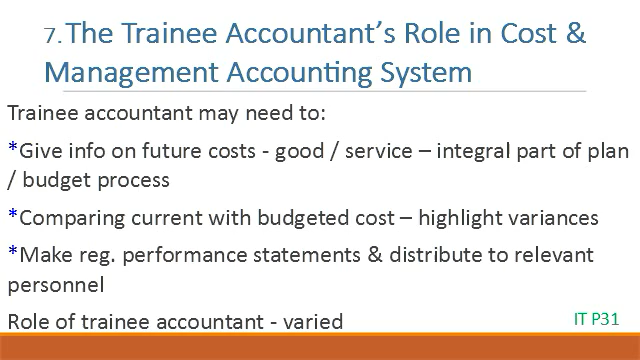 7. The Trainee Accountant’s Role in Cost &
Management Accounting System
Trainee accountant may need to:
*Give info on future costs - good / service – integral part of plan
/ budget process
*Comparing current with budgeted cost – highlight variances
*Make reg. performance statements & distribute to relevant
personnel
Role of trainee accountant - varied
IT P31